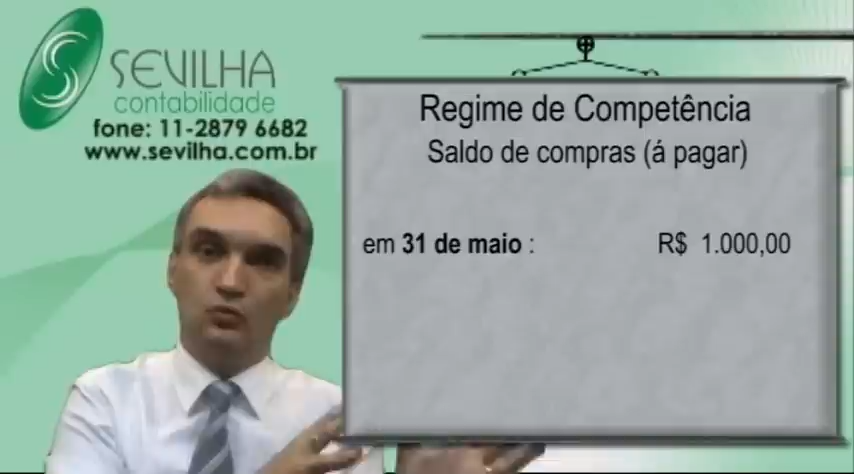 SEVILHA
contabilidade
fone: 11-2879 6682
www.sevilha.com.br
Regime de Competência
Saldo de compras (á pagar)
em 31 de maio : R$ 1.000,00